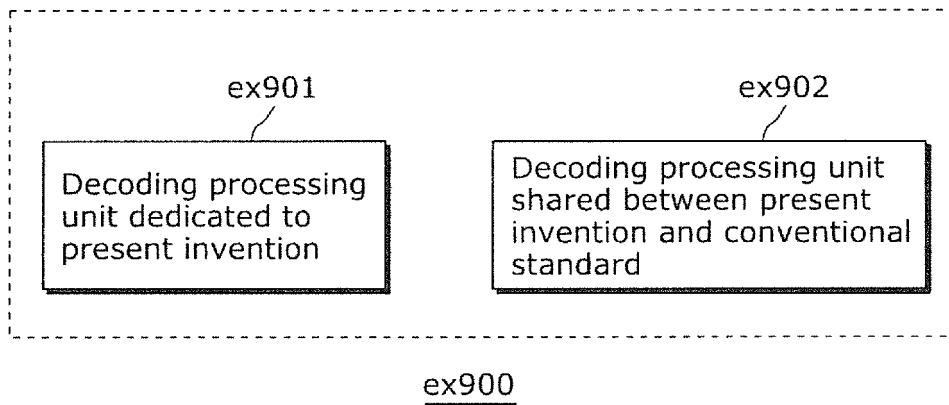 ex901
ex902
Decoding processing
unit dedicated to
present invention
Decoding processing unit
shared between present
invention and conventional
standard
ex900